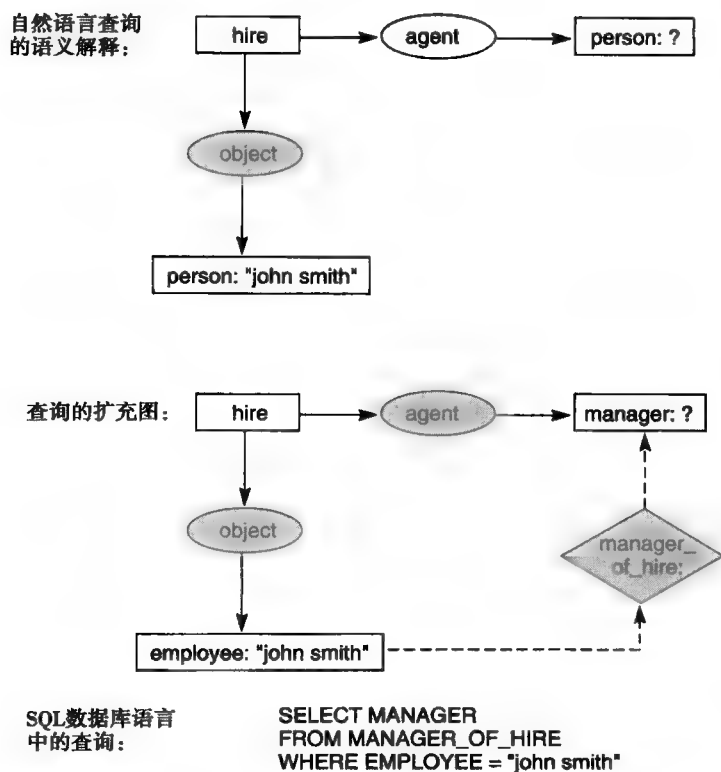 自然语言查询
的语义解释：
hire
agent
person: ?
object
person: "john smith"
查询的扩充图：
hire
agent
manager: ?
object
manager_
of_hire:
employee: "john smith"
SQL数据库语言
中的查询：
SELECT MANAGER
FROM MANAGER_OF_HIRE
WHERE EMPLOYEE = "john smith"